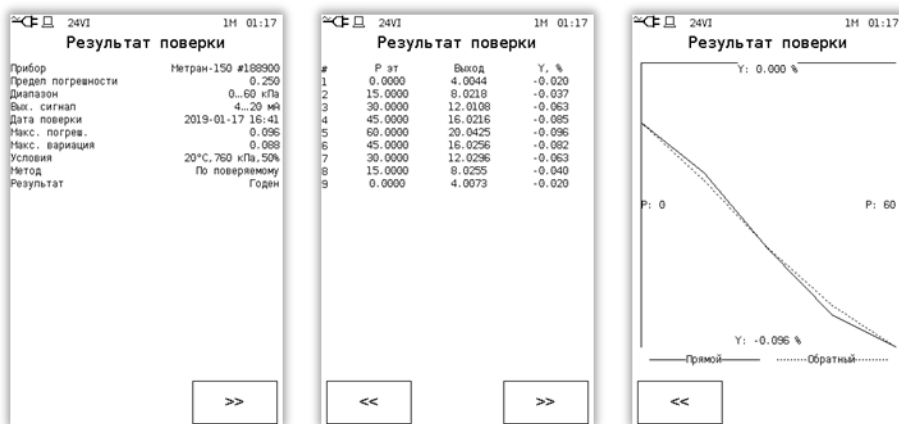 24VI 1М 01:17
Результат поверки
Прибор Метран-150 #188900
Предел погрешности 0.250
Диапазон 0...60 кПа
Вых. сигнал 4...20 мА
Дата поверки 2019-01-17 16:41
Макс. погреш. 0.096
Макс. вариация 0.088
Условия 20°С,760 кПа,50%
Метод По поверяемому
Результат Годен
>>
24VI 1М 01:17
Результат поверки
# P эт Выход Y, %
1 0.0000 4.0044 -0.020
2 15.0000 8.0218 -0.037
3 30.0000 12.0108 -0.063
4 45.0000 16.0216 -0.085
5 60.0000 20.0425 -0.096
6 45.0000 16.0256 -0.082
7 30.0000 12.0296 -0.063
8 15.0000 8.0255 -0.040
9 0.0000 4.0073 -0.020
<< >>
24VI 1М 01:17
Результат поверки
Y: 0.000 %
P: 0 P: 60
Y: -0.096 %
Прямой Обратный
<<